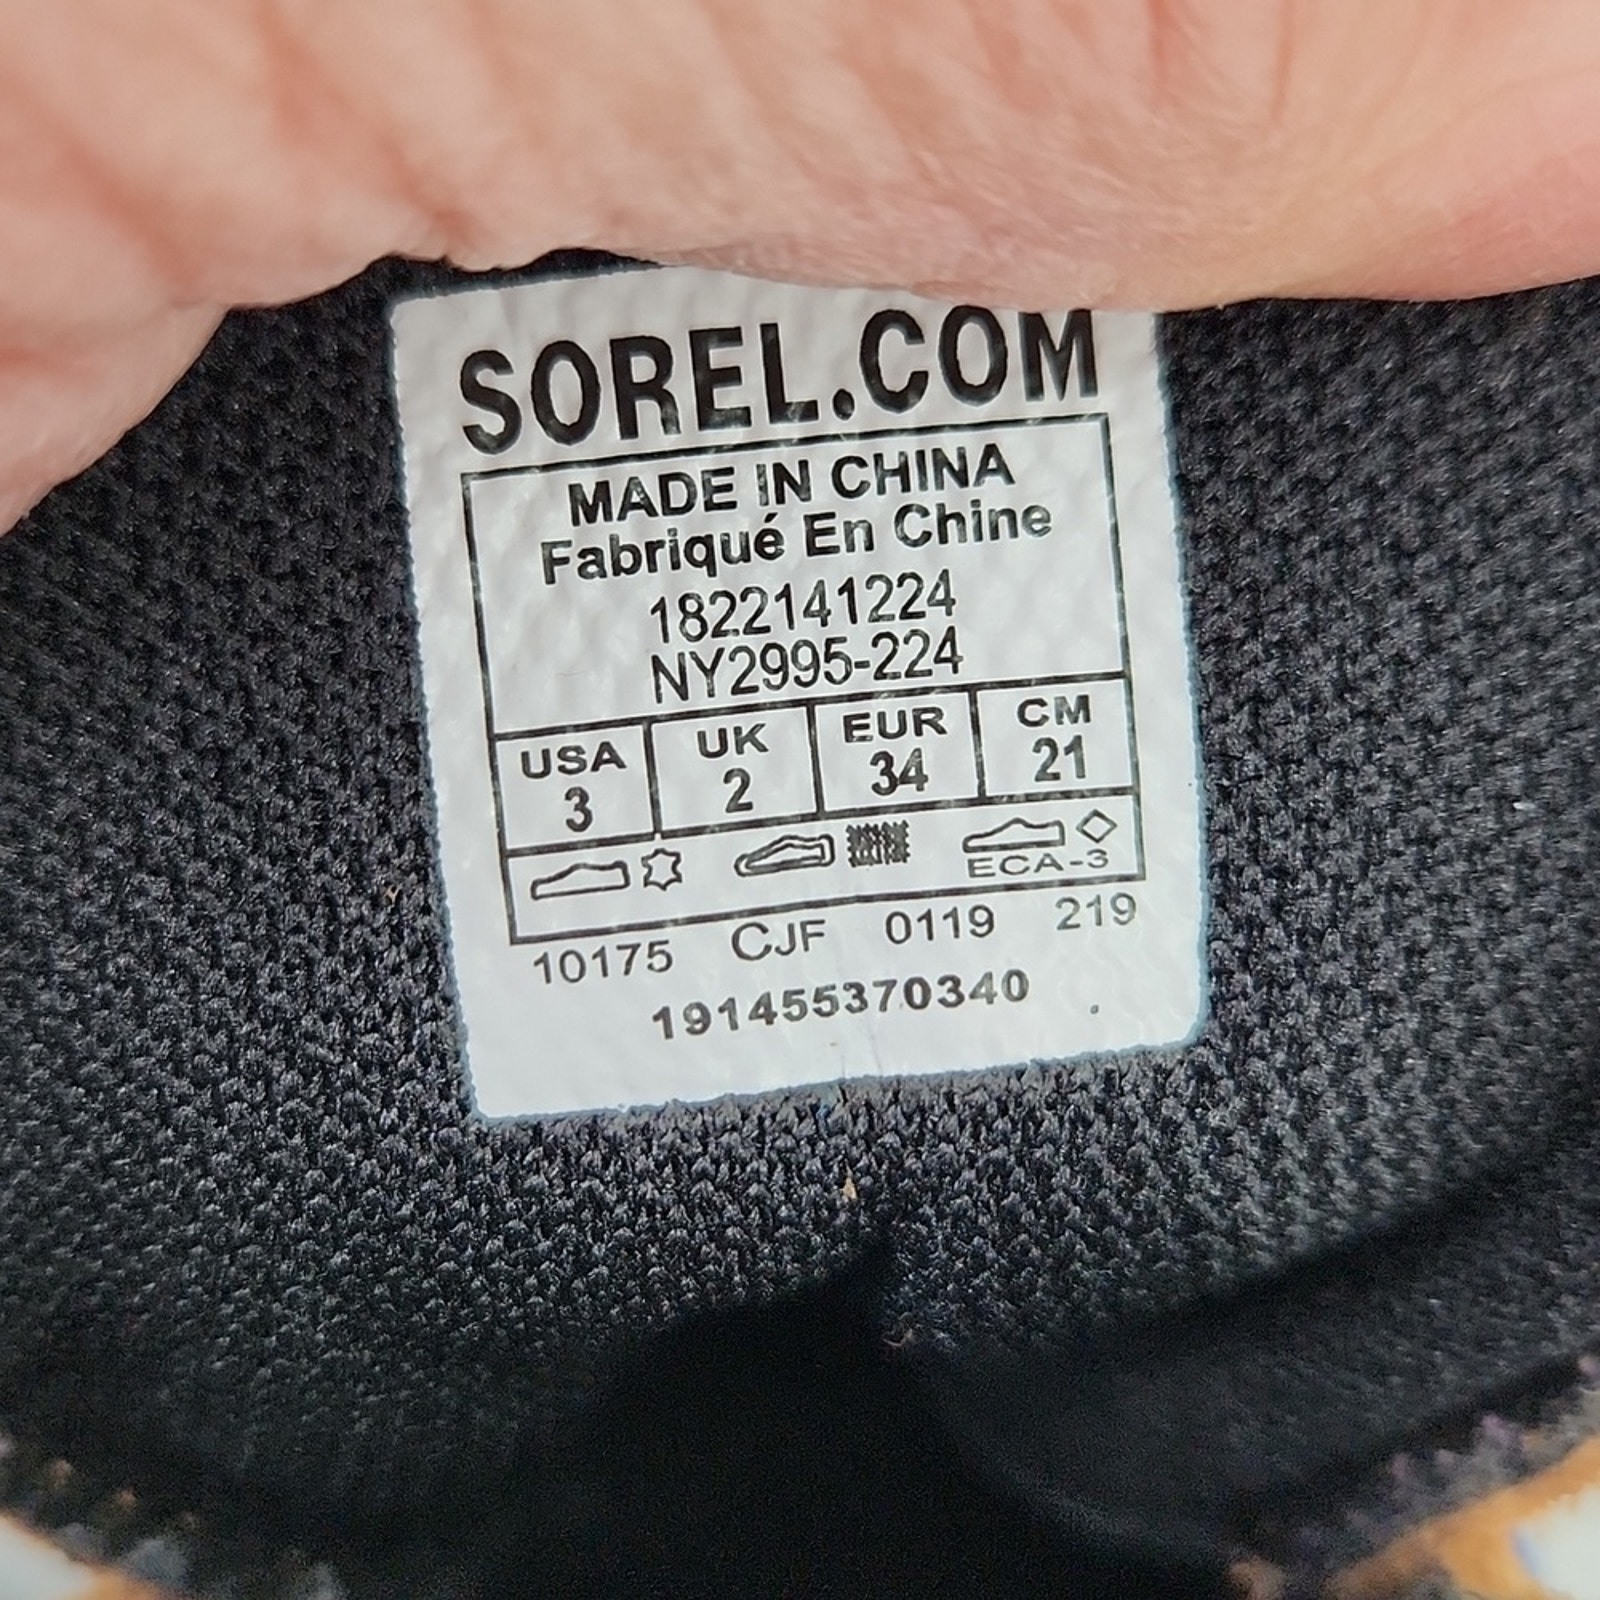 SOREL.COM
MADE IN CHINA
Fabriqué En Chine
1822141224
NY2995-224
USA UK EUR CM
3 2 34 21
ECA-3
10175 CJF 0119 219
191455370340